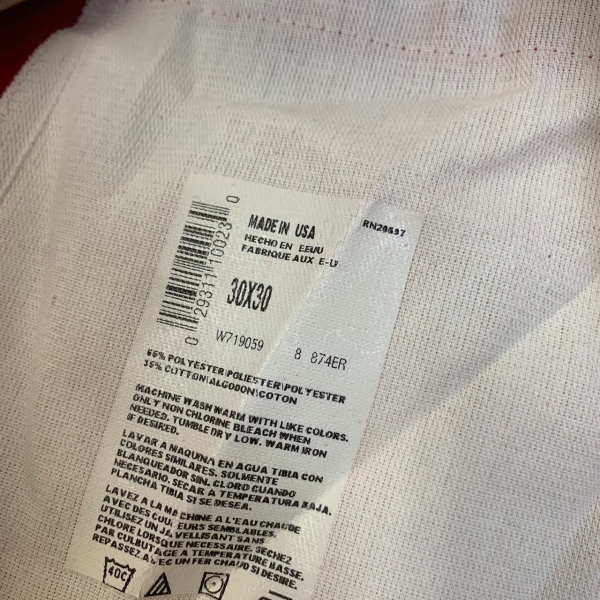 0 29311 10023 0
MADE IN USA
RN20697
HECHO EN EEUU
FABRIQUE AUX E-U
30X30
W719059
8 874ER
65% POLYESTER\POLIESTER\POLYESTER
35% COTTON\ALGODON\COTON
MACHINE WASH WARM WITH LIKE COLORS.
ONLY NON CHLORINE BLEACH WHEN
NEEDED. TUMBLE DRY LOW. WARM IRON
IF DESIRED.
LAVAR A MAQUINA EN AGUA TIBIA CON
COLORES SIMILARES. SOLMENTE
BLANQUEADOR SIN CLORO CUANDO
NECESARIO. SECAR A TEMPERATURA BAJA.
PLANCHA TIBIA SI SE DESEA.
LAVEZ A LA MACHINE A L'EAU CHAUDE
AVEC DES COULEURS SEMBLABLES.
UTILISEZ UN JAVELLISANT SANS
CHLORE LORSQUE NECESSAIRE. SECHEZ
PAR CULBUTAGE A TEMPERATURE BASSE.
REPASSEZ AVEC UN FER CHAUD SI DESIRE.
40C